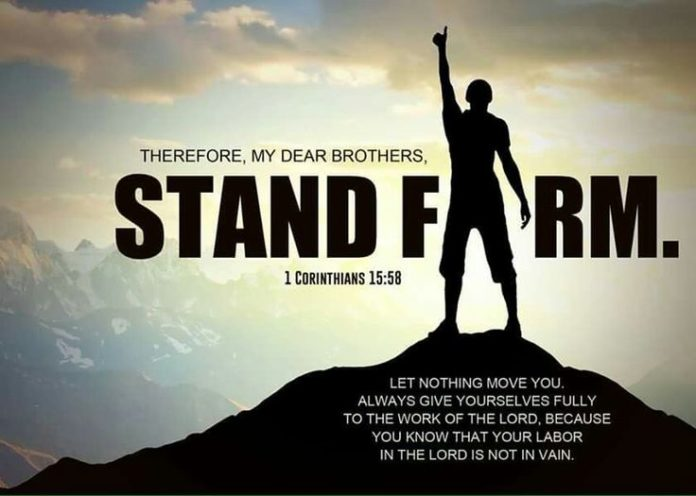 THEREFORE, MY DEAR BROTHERS,
STAND FIRM.
1 CORINTHIANS 15:58
LET NOTHING MOVE YOU.
ALWAYS GIVE YOURSELVES FULLY
TO THE WORK OF THE LORD, BECAUSE
YOU KNOW THAT YOUR LABOR
IN THE LORD IS NOT IN VAIN.